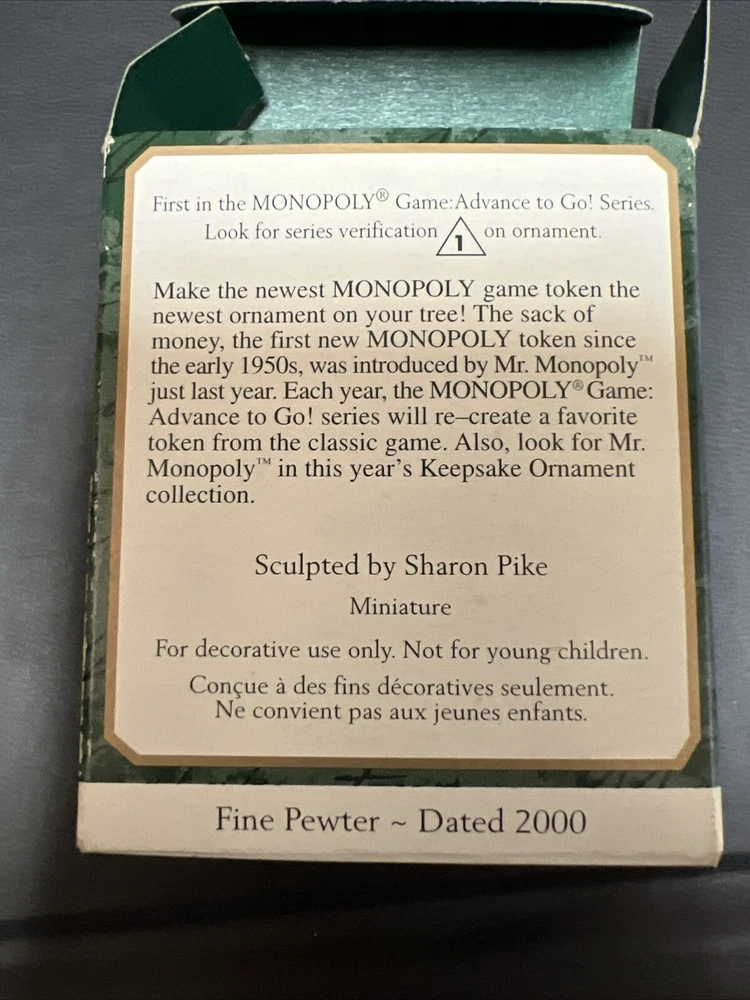 First in the MONOPOLY® Game:Advance to Go! Series.
Look for series verification 1 on ornament.
Make the newest MONOPOLY game token the
newest ornament on your tree! The sack of
money, the first new MONOPOLY token since
the early 1950s, was introduced by Mr. Monopoly™
just last year. Each year, the MONOPOLY® Game:
Advance to Go! series will re–create a favorite
token from the classic game. Also, look for Mr.
Monopoly™ in this year's Keepsake Ornament
collection.
Sculpted by Sharon Pike
Miniature
For decorative use only. Not for young children.
Conçue à des fins décoratives seulement.
Ne convient pas aux jeunes enfants.
Fine Pewter ~ Dated 2000